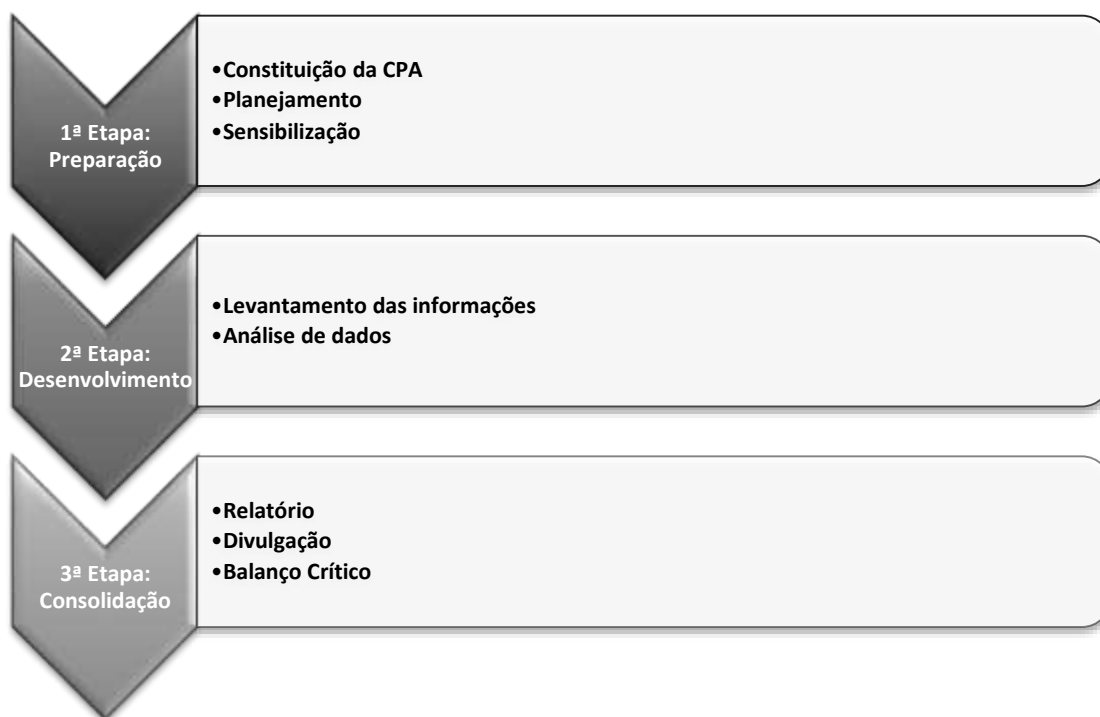 1ª Etapa:
Preparação
•Constituição da CPA
•Planejamento
•Sensibilização
2ª Etapa:
Desenvolvimento
•Levantamento das informações
•Análise de dados
3ª Etapa:
Consolidação
•Relatório
•Divulgação
•Balanço Crítico